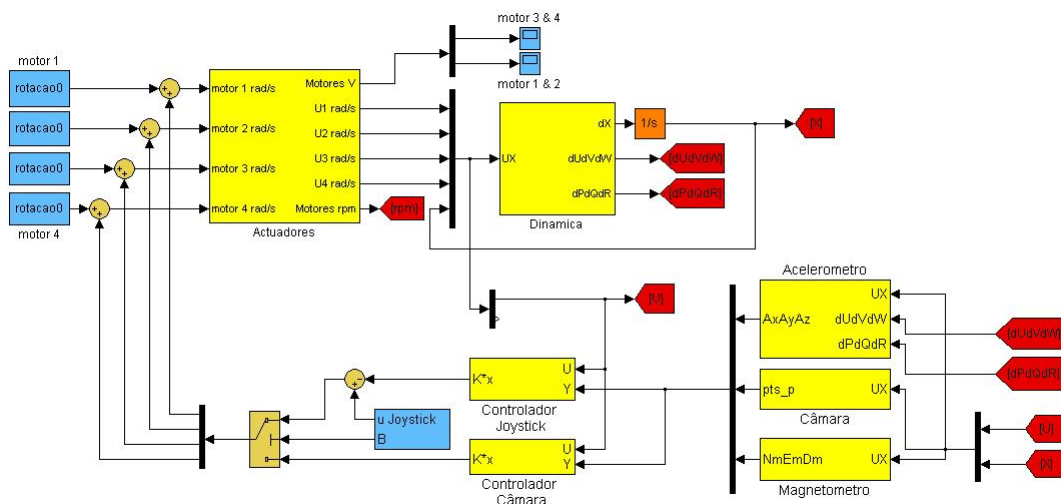 motor 3 & 4
motor 1 & 2
motor 1
rotacao0
rotacao0
rotacao0
rotacao0
motor 4
+
+
+
+
+
+
+
+
motor 1 rad/s
motor 2 rad/s
motor 3 rad/s
motor 4 rad/s
Motores V
U1 rad/s
U2 rad/s
U3 rad/s
U4 rad/s
Motores rpm
Actuadores
[rpm]
UX
dX
dUdVdW
dPdQdR
Dinamica
1/s
[X]
[dUdVdW]
[dPdQdR]
[U]
Acelerometro
AxAyAz
UX
dUdVdW
dPdQdR
[dUdVdW]
[dPdQdR]
pts_p
UX
Câmara
NmEmDm
UX
Magnetometro
[U]
[X]
K*x
U
Y
Controlador
Joystick
u Joystick
B
K*x
U
Y
Controlador
Câmara